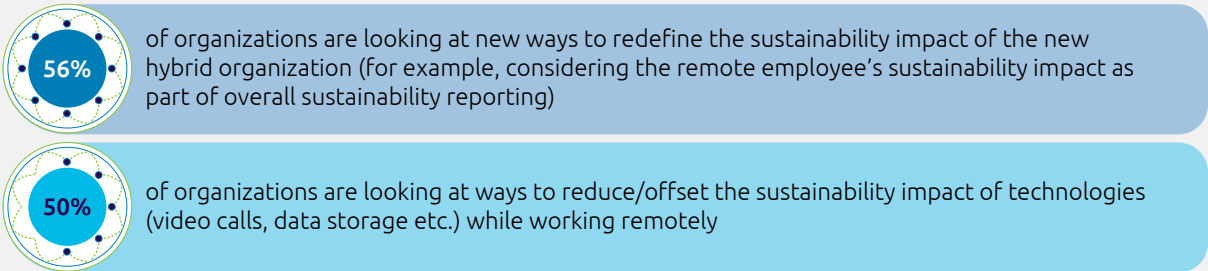 56%
of organizations are looking at new ways to redefine the sustainability impact of the new
hybrid organization (for example, considering the remote employee’s sustainability impact as
part of overall sustainability reporting)
50%
of organizations are looking at ways to reduce/offset the sustainability impact of technologies
(video calls, data storage etc.) while working remotely